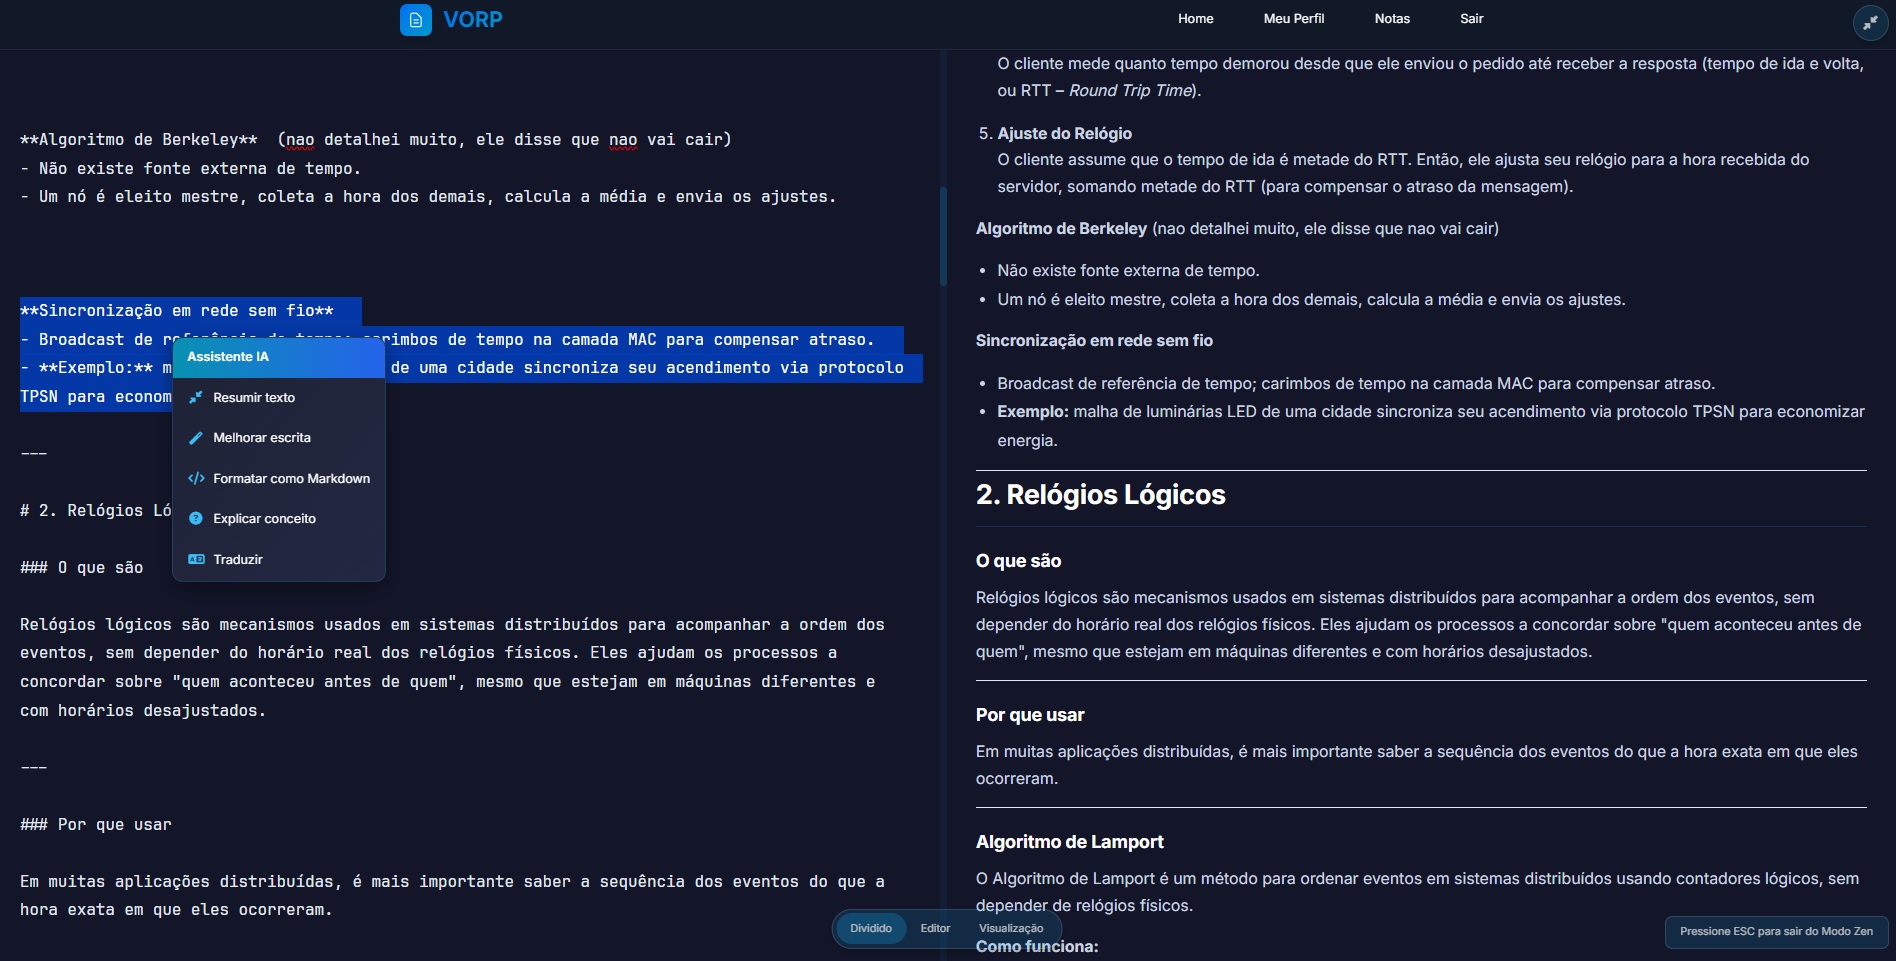 VORP
Home
Meu Perfil
Notas
Sair
**Algoritmo de Berkeley**  (nao detalhei muito, ele disse que nao vai cair)
- Não existe fonte externa de tempo.
- Um nó é eleito mestre, coleta a hora dos demais, calcula a média e envia os ajustes.
**Sincronização em rede sem fio**
- Broadcast de referência de tempo; carimbos de tempo na camada MAC para compensar atraso.
- **Exemplo:** m de uma cidade sincroniza seu acendimento via protocolo
TPSN para econom
Assistente IA
Resumir texto
Melhorar escrita
Formatar como Markdown
Explicar conceito
Traduzir
---
# 2. Relógios Ló
### O que são
Relógios lógicos são mecanismos usados em sistemas distribuídos para acompanhar a ordem dos
eventos, sem depender do horário real dos relógios físicos. Eles ajudam os processos a
concordar sobre "quem aconteceu antes de quem", mesmo que estejam em máquinas diferentes e
com horários desajustados.
---
### Por que usar
Em muitas aplicações distribuídas, é mais importante saber a sequência dos eventos do que a
hora exata em que eles ocorreram.
O cliente mede quanto tempo demorou desde que ele enviou o pedido até receber a resposta (tempo de ida e volta,
ou RTT – Round Trip Time).
5. Ajuste do Relógio
O cliente assume que o tempo de ida é metade do RTT. Então, ele ajusta seu relógio para a hora recebida do
servidor, somando metade do RTT (para compensar o atraso da mensagem).
Algoritmo de Berkeley (nao detalhei muito, ele disse que nao vai cair)
• Não existe fonte externa de tempo.
• Um nó é eleito mestre, coleta a hora dos demais, calcula a média e envia os ajustes.
Sincronização em rede sem fio
• Broadcast de referência de tempo; carimbos de tempo na camada MAC para compensar atraso.
• Exemplo: malha de luminárias LED de uma cidade sincroniza seu acendimento via protocolo TPSN para economizar
energia.
2. Relógios Lógicos
O que são
Relógios lógicos são mecanismos usados em sistemas distribuídos para acompanhar a ordem dos eventos, sem
depender do horário real dos relógios físicos. Eles ajudam os processos a concordar sobre "quem aconteceu antes de
quem", mesmo que estejam em máquinas diferentes e com horários desajustados.
Por que usar
Em muitas aplicações distribuídas, é mais importante saber a sequência dos eventos do que a hora exata em que eles
ocorreram.
Algoritmo de Lamport
O Algoritmo de Lamport é um método para ordenar eventos em sistemas distribuídos usando contadores lógicos, sem
depender de relógios físicos.
Como funciona:
Dividido
Editor
Visualização
Pressione ESC para sair do Modo Zen